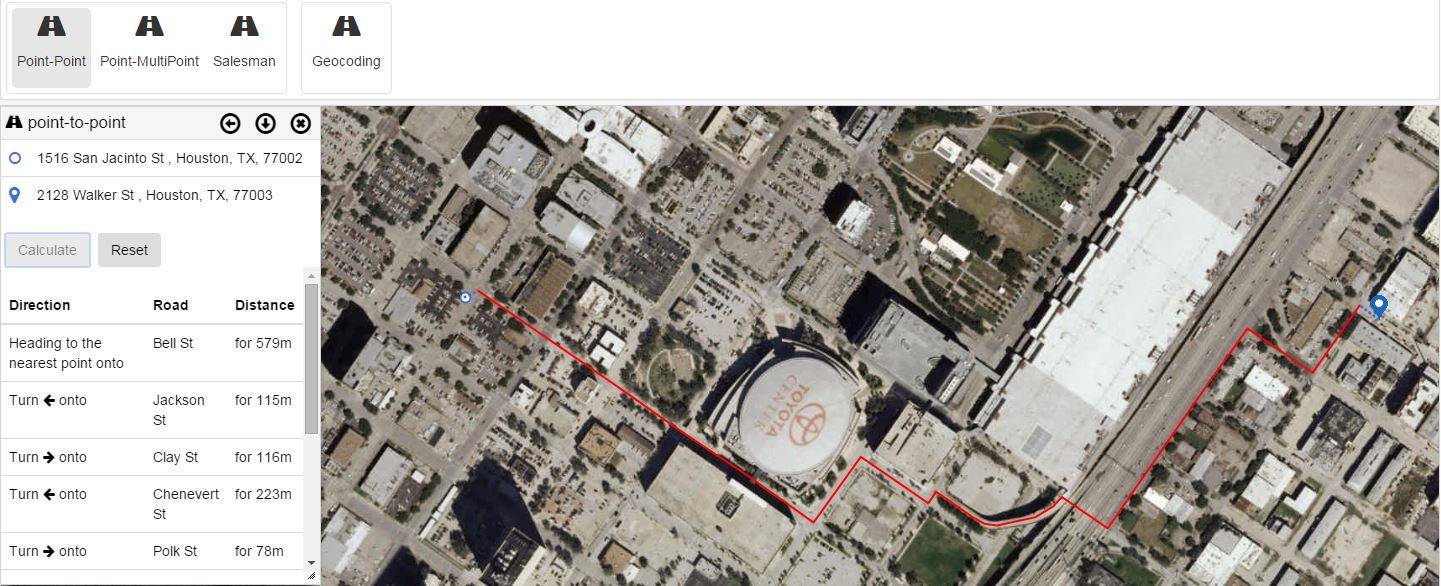 Point-Point Point-MultiPoint Salesman Geocoding
point-to-point
1516 San Jacinto St , Houston, TX, 77002
2128 Walker St , Houston, TX, 77003
Calculate Reset
Direction Road Distance
Heading to the Bell St for 579m
nearest point onto
Turn onto Jackson for 115m
St
Turn onto Clay St for 116m
Turn onto Chenevert for 223m
St
Turn onto Polk St for 78m
TOYOTA
CENTER